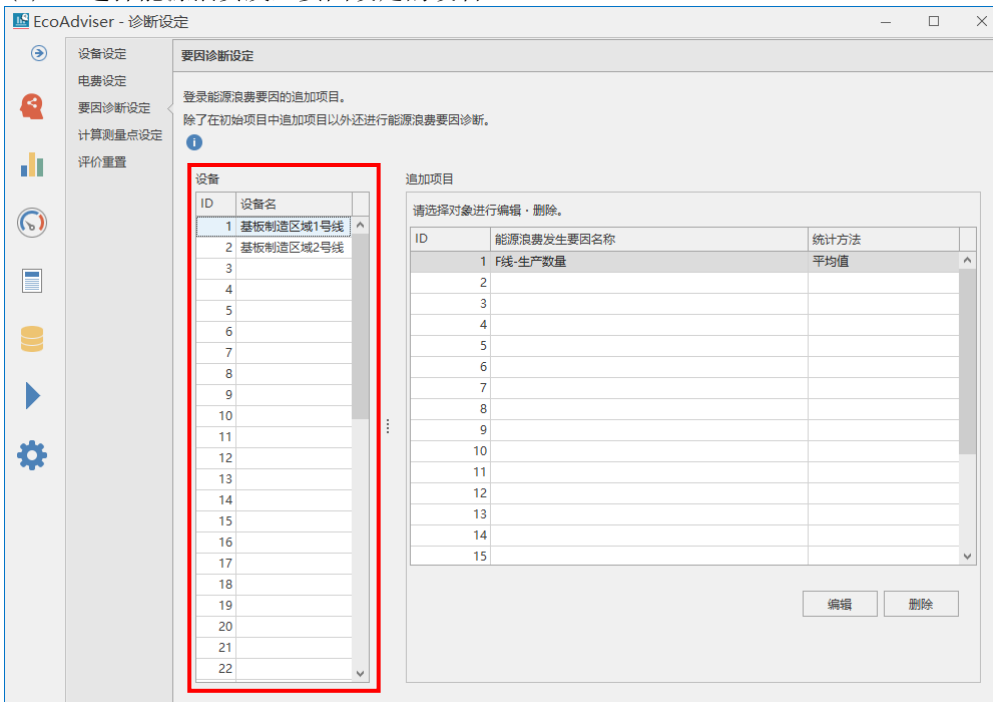 EcoAdviser - 诊断设定
设备设定
电费设定
要因诊断设定
计算测量点设定
评价重置
要因诊断设定
登录能源浪费要因的追加项目。
除了在初始项目中追加项目以外还进行能源浪费要因诊断。
设备
ID 设备名
1 基板制造区域1号线
2 基板制造区域2号线
3
4
5
6
7
8
9
10
11
12
13
14
15
16
17
18
19
20
21
22
追加项目
请选择对象进行编辑・删除。
ID 能源浪费发生要因名称 统计方法
1 F线-生产数量 平均值
2
3
4
5
6
7
8
9
10
11
12
13
14
15
编辑 删除